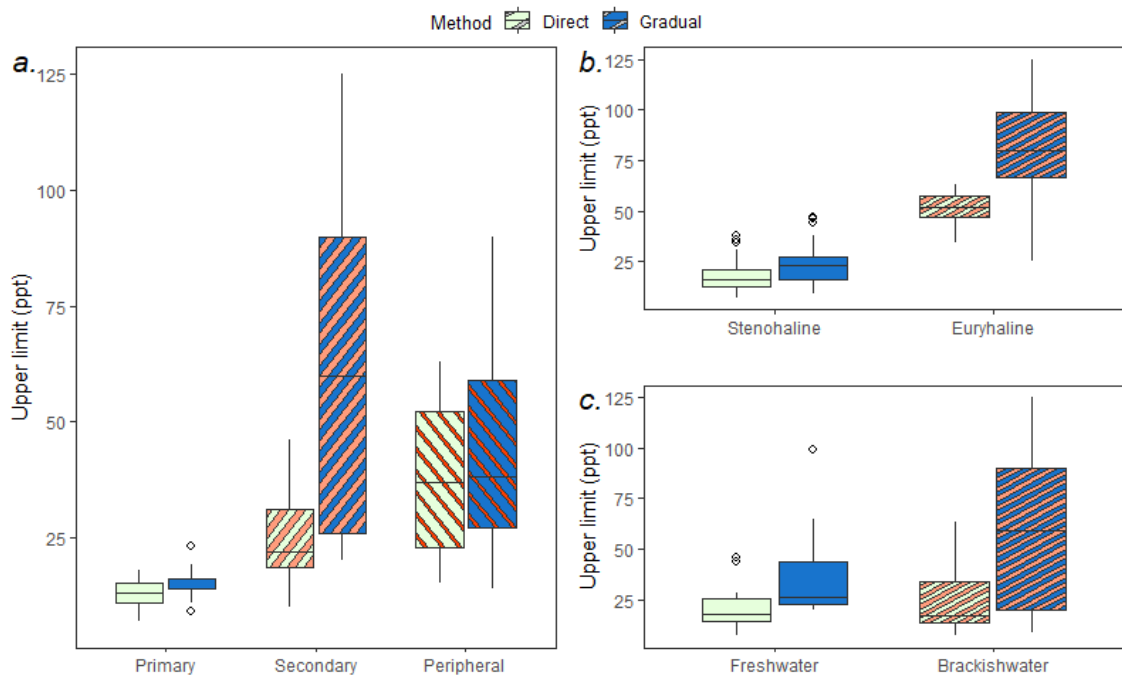 Method Direct Gradual
a.
Upper limit (ppt)
125
100
75
50
25
Primary Secondary Peripheral
b.
Upper limit (ppt)
125
100
75
50
25
Stenohaline Euryhaline
c.
Upper limit (ppt)
125
100
75
50
25
Freshwater Brackishwater